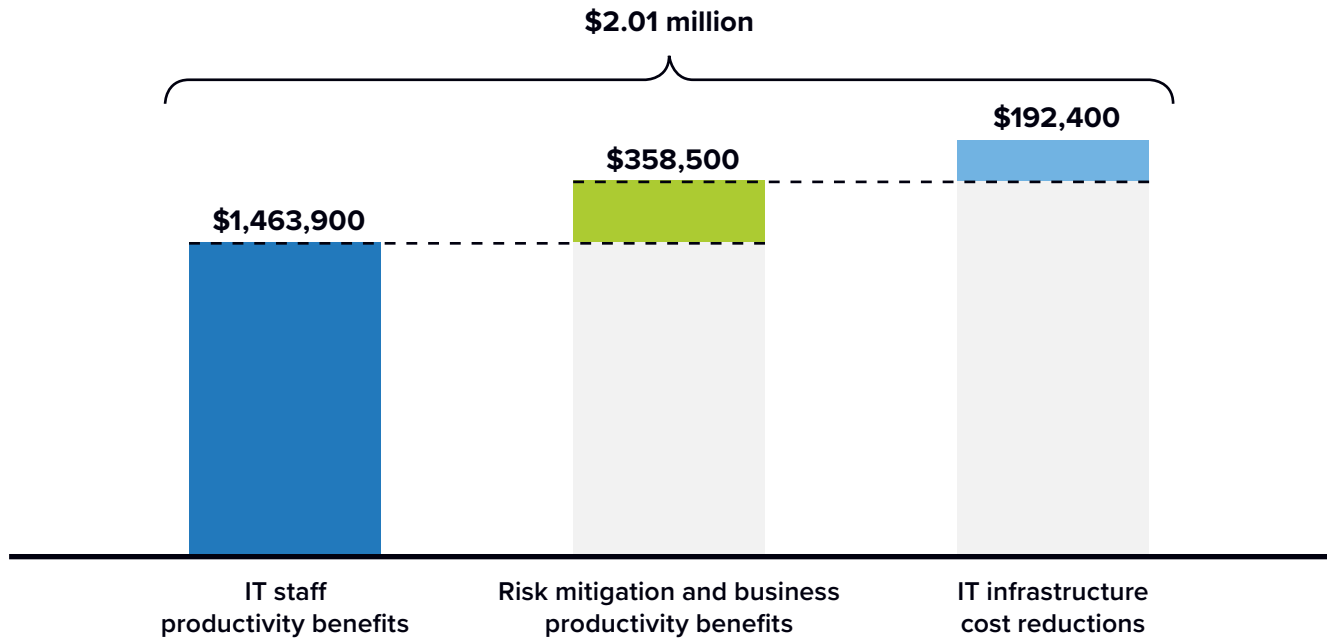 $2.01 million
$192,400
$358,500
$1,463,900
IT staff
productivity benefits
Risk mitigation and business
productivity benefits
IT infrastructure
cost reductions